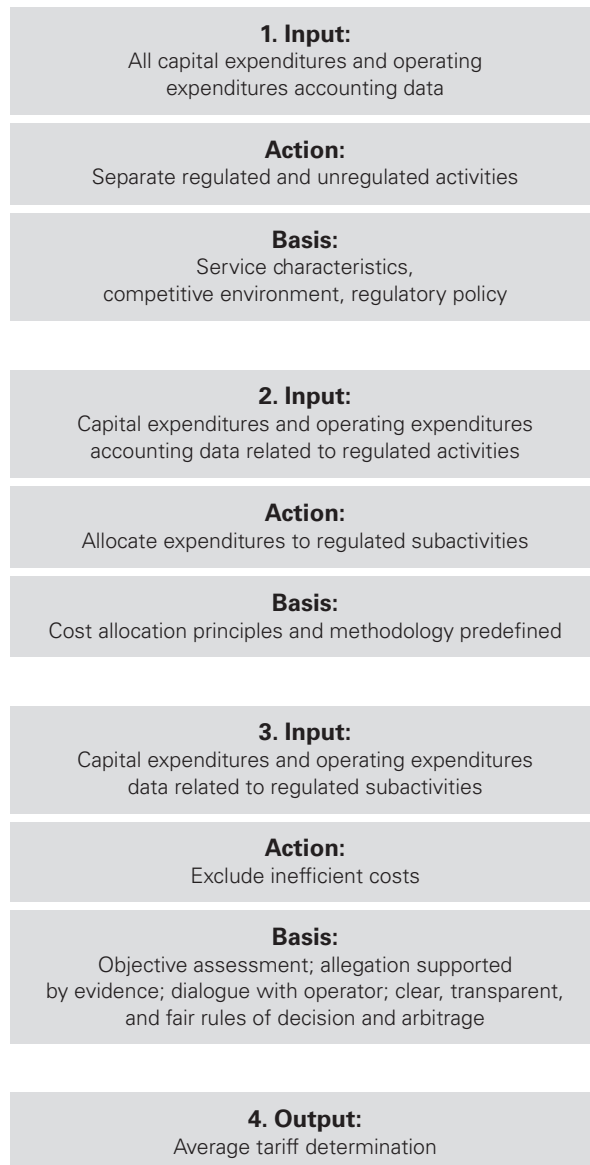 1. Input:
All capital expenditures and operating
expenditures accounting data
Action:
Separate regulated and unregulated activities
Basis:
Service characteristics,
competitive environment, regulatory policy
2. Input:
Capital expenditures and operating expenditures
accounting data related to regulated activities
Action:
Allocate expenditures to regulated subactivities
Basis:
Cost allocation principles and methodology predefined
3. Input:
Capital expenditures and operating expenditures
data related to regulated subactivities
Action:
Exclude inefficient costs
Basis:
Objective assessment; allegation supported
by evidence; dialogue with operator; clear, transparent,
and fair rules of decision and arbitrage
4. Output:
Average tariff determination